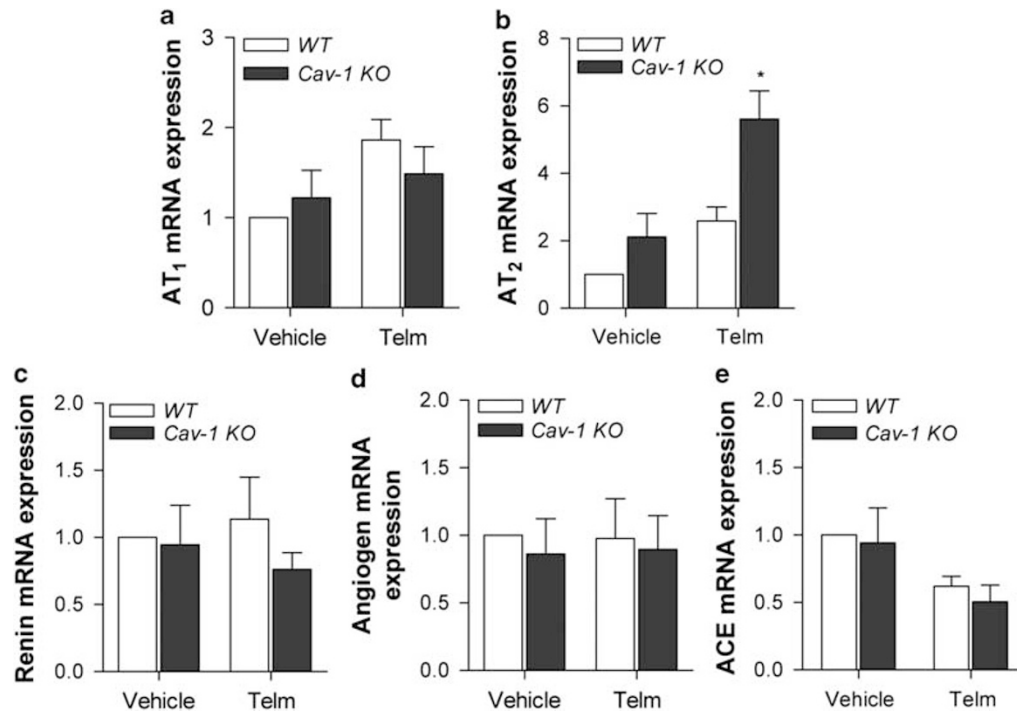 a
3
2
1
0
AT₁ mRNA expression
WT
Cav-1 KO
Vehicle
Telm
b
8
6
4
2
0
AT₂ mRNA expression
WT
Cav-1 KO
*
Vehicle
Telm
c
2.0
1.5
1.0
0.5
0.0
Renin mRNA expression
WT
Cav-1 KO
Vehicle
Telm
d
2.0
1.5
1.0
0.5
0.0
Angiogen mRNA
expression
WT
Cav-1 KO
Vehicle
Telm
e
2.0
1.5
1.0
0.5
0.0
ACE mRNA expression
WT
Cav-1 KO
Vehicle
Telm